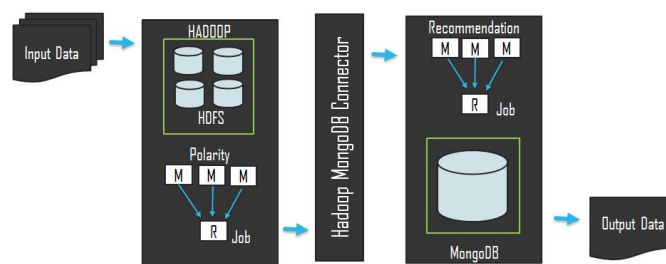 Input Data
HADOOP
HDFS
Polarity
M M M
R Job
Hadoop MongoDB Connector
Recommendation
M M M
R Job
MongoDB
Output Data